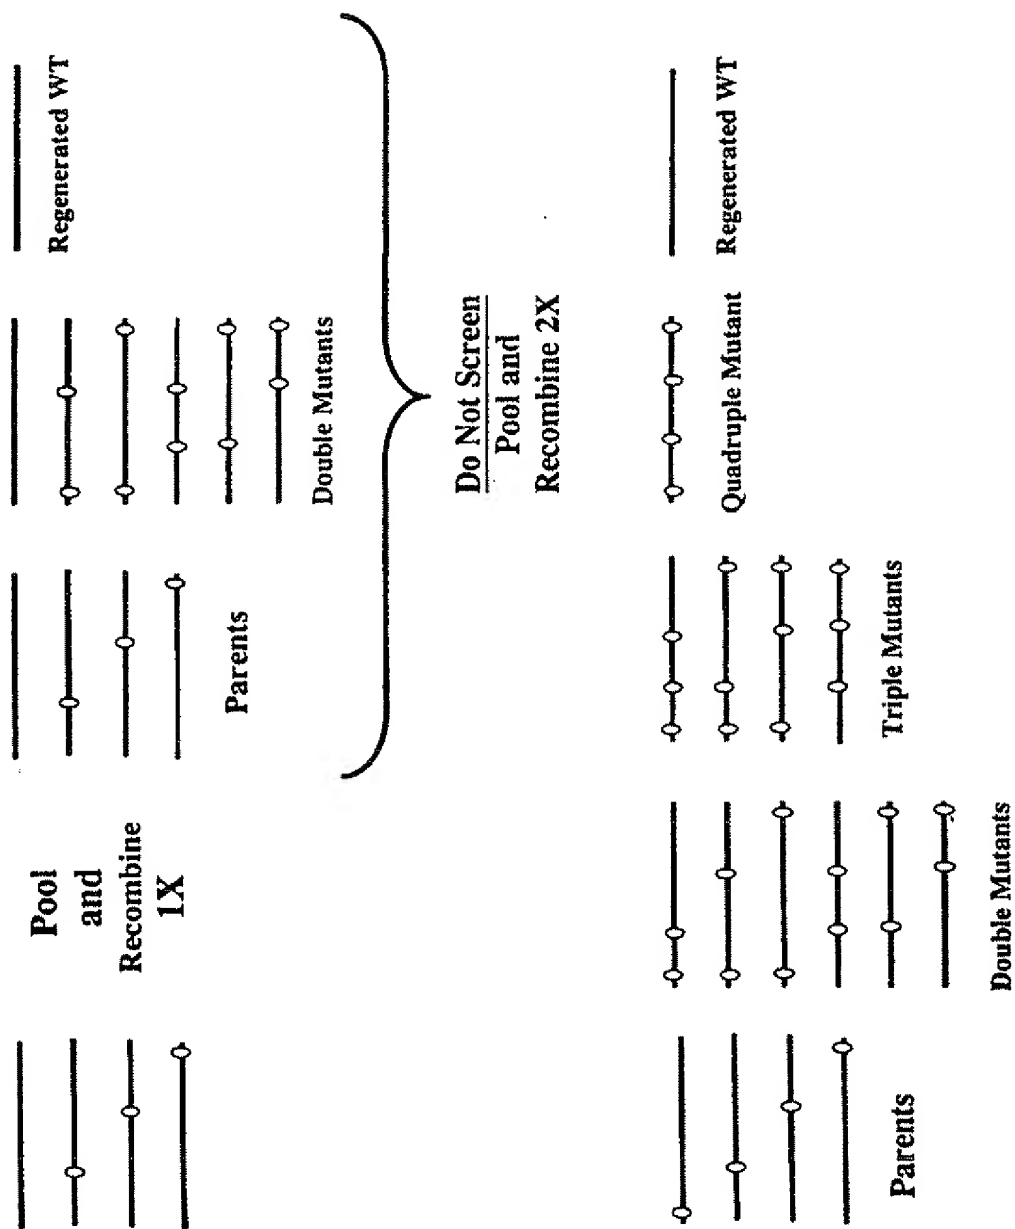 Pool
and
Recombine
1X
Parents
Double Mutants
Regenerated WT
Do Not Screen
Pool and
Recombine 2X
Parents
Double Mutants
Triple Mutants
Quadruple Mutant
Regenerated WT